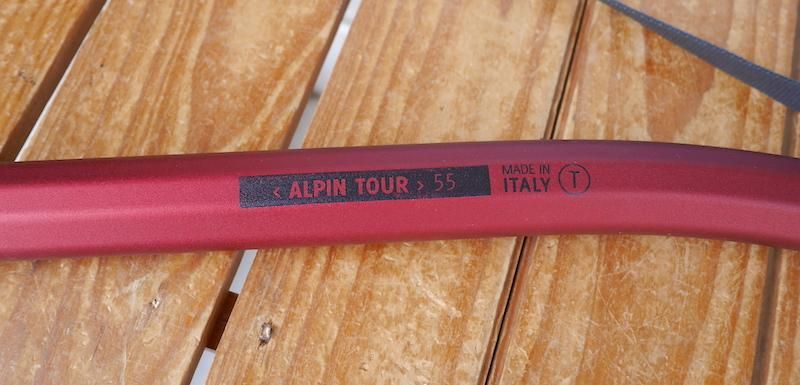 ‹ ALPIN TOUR › 55
MADE IN
ITALY T